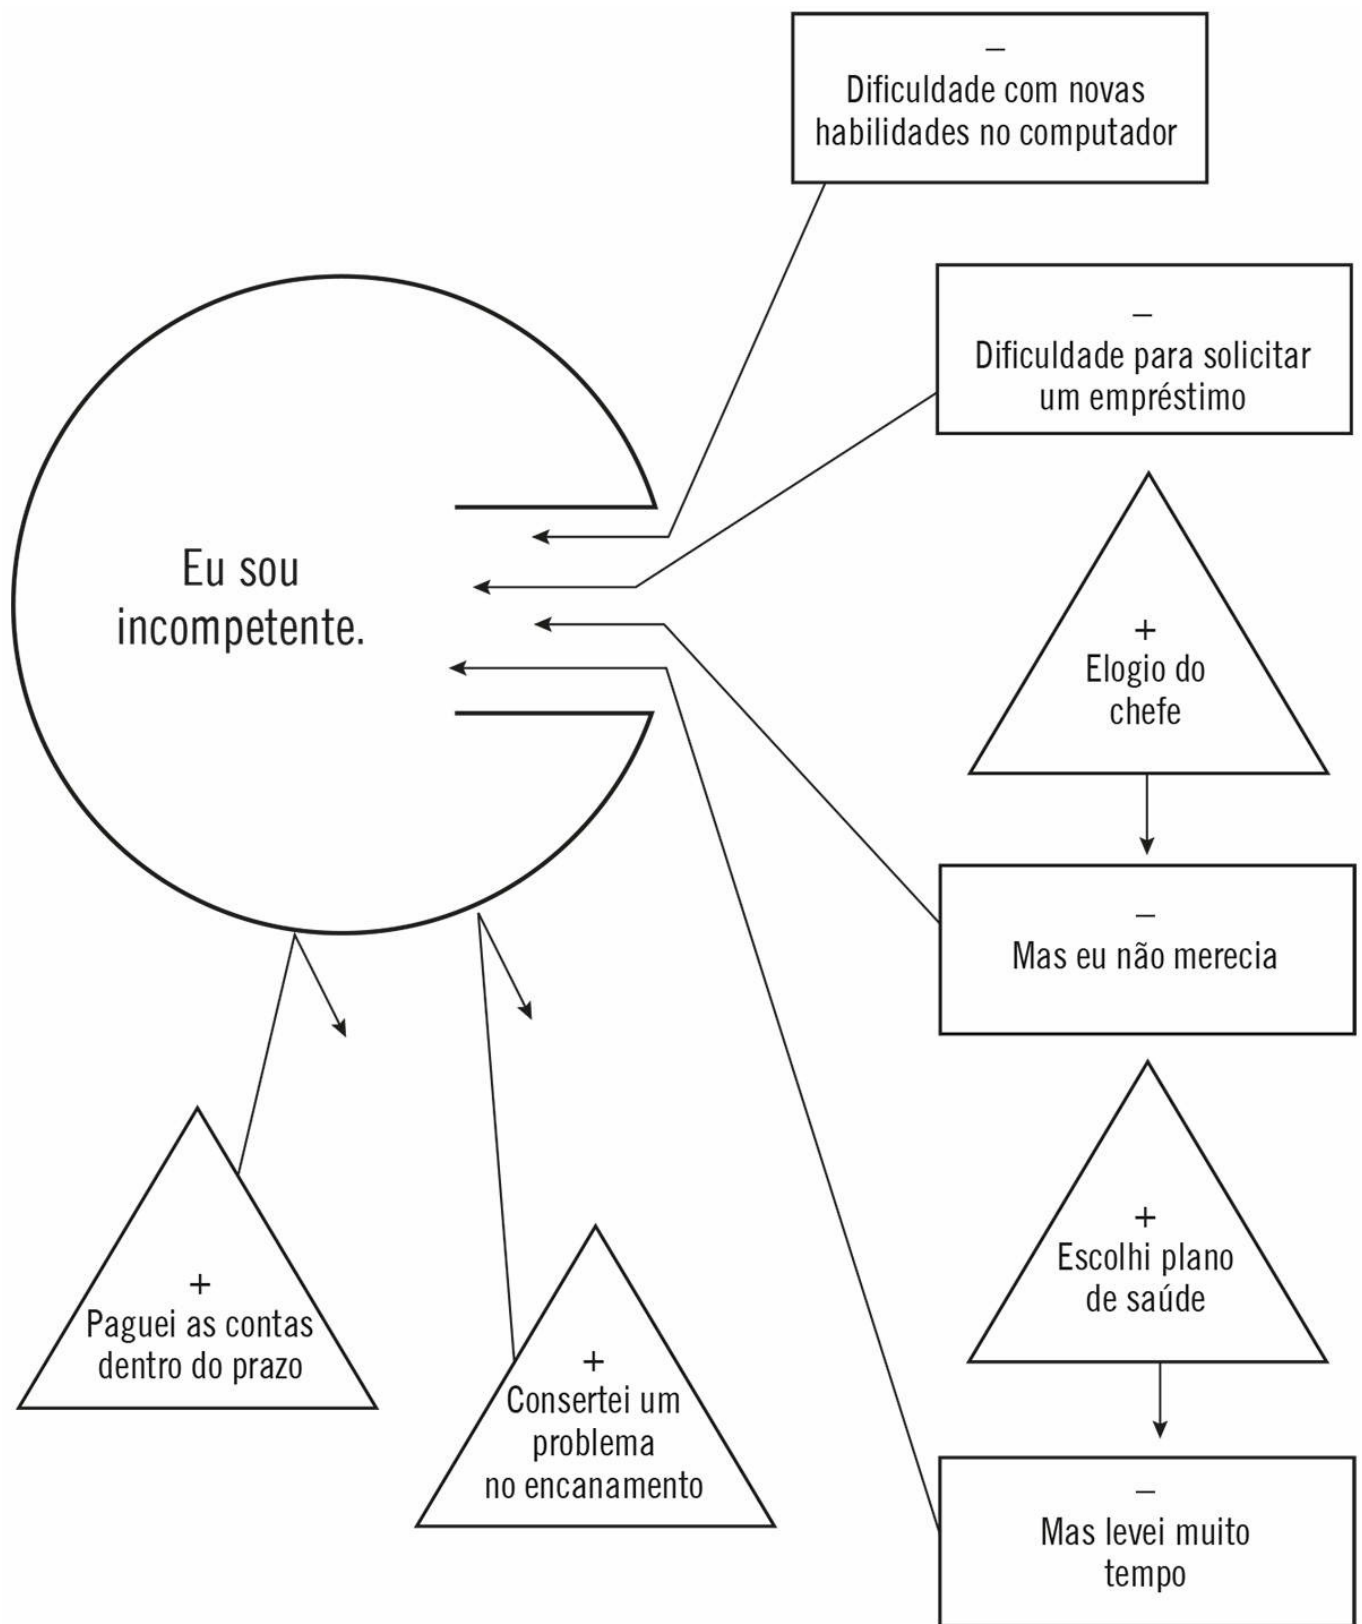 –
Dificuldade com novas
habilidades no computador
–
Dificuldade para solicitar
um empréstimo
Eu sou
incompetente.
+
Elogio do
chefe
–
Mas eu não merecia
+
Escolhi plano
de saúde
+
Paguei as contas
dentro do prazo
+
Consertei um
problema
no encanamento
–
Mas levei muito
tempo